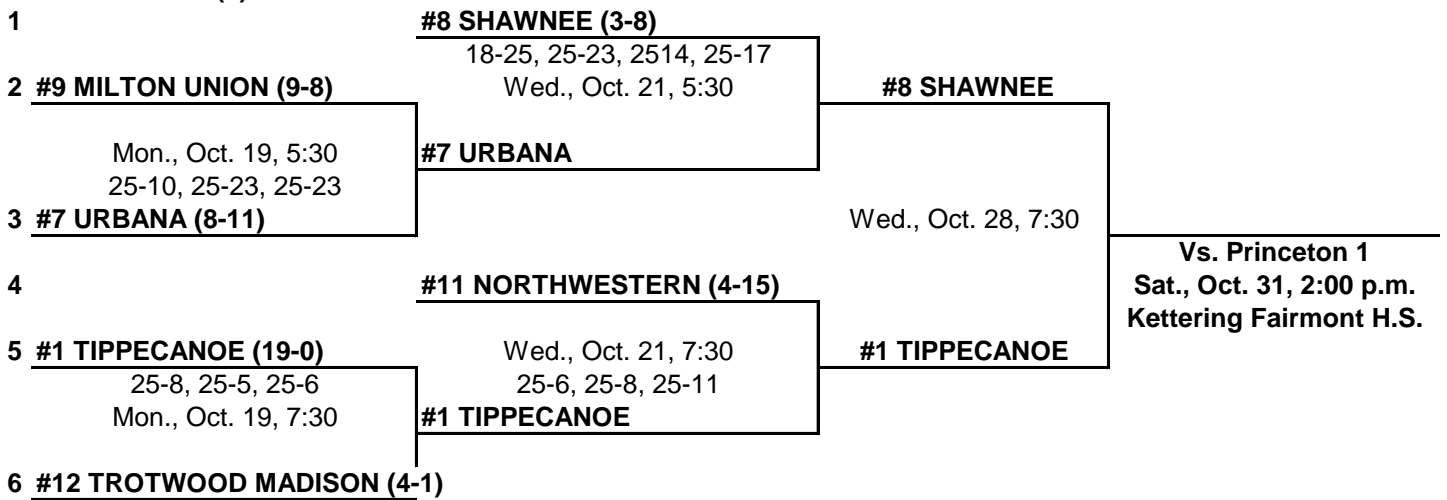 1 #8 SHAWNEE (3-8)
18-25, 25-23, 2514, 25-17
2 #9 MILTON UNION (9-8) Wed., Oct. 21, 5:30 #8 SHAWNEE
Mon., Oct. 19, 5:30 #7 URBANA
25-10, 25-23, 25-23
3 #7 URBANA (8-11) Wed., Oct. 28, 7:30
Vs. Princeton 1
4 #11 NORTHWESTERN (4-15) Sat., Oct. 31, 2:00 p.m.
Kettering Fairmont H.S.
5 #1 TIPPECANOE (19-0) Wed., Oct. 21, 7:30 #1 TIPPECANOE
25-8, 25-5, 25-6 25-6, 25-8, 25-11
Mon., Oct. 19, 7:30 #1 TIPPECANOE
6 #12 TROTWOOD MADISON (4-1)